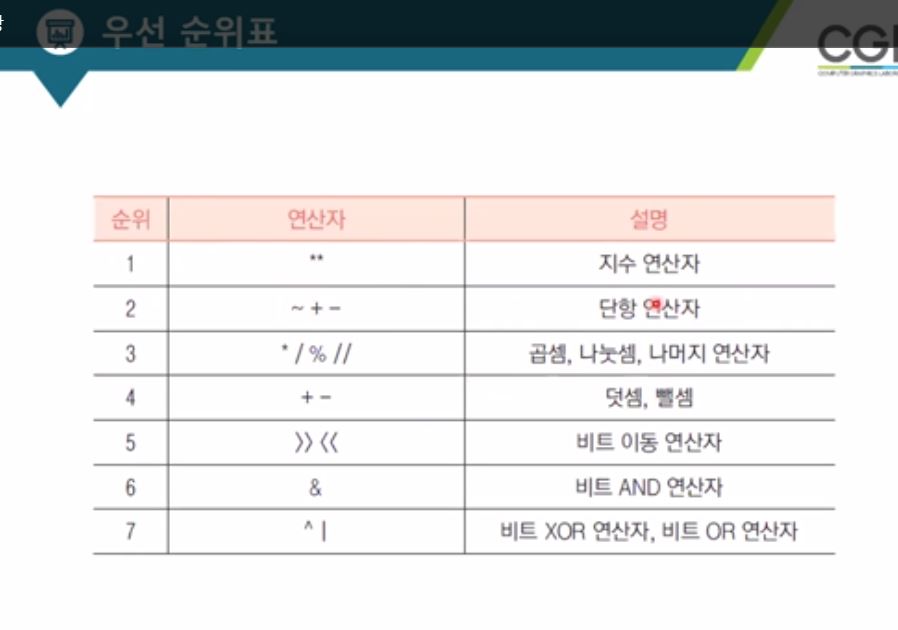 우선 순위표
순위 연산자 설명
1 ** 지수 연산자
2 ~ + - 단항 연산자
3 * / % // 곱셈, 나눗셈, 나머지 연산자
4 + - 덧셈, 뺄셈
5 >> << 비트 이동 연산자
6 & 비트 AND 연산자
7 ^ | 비트 XOR 연산자, 비트 OR 연산자